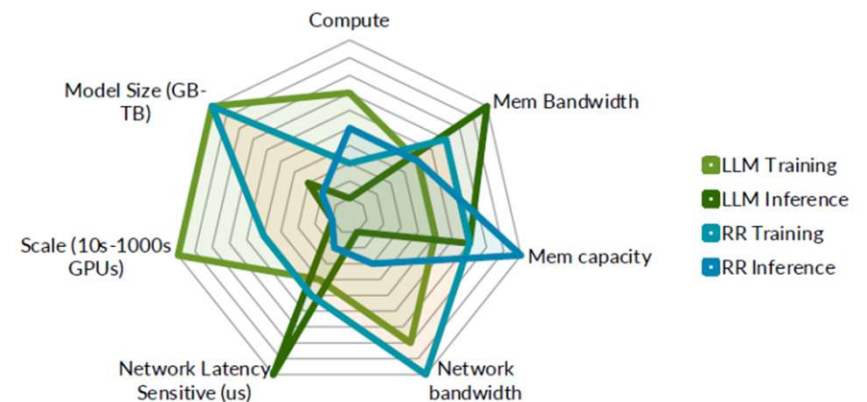 Compute
Model Size (GB-
TB)
Mem Bandwidth
LLM Training
LLM Inference
RR Training
RR Inference
Scale (10s-1000s
GPUs)
Mem capacity
Network Latency
Sensitive (us)
Network
bandwidth